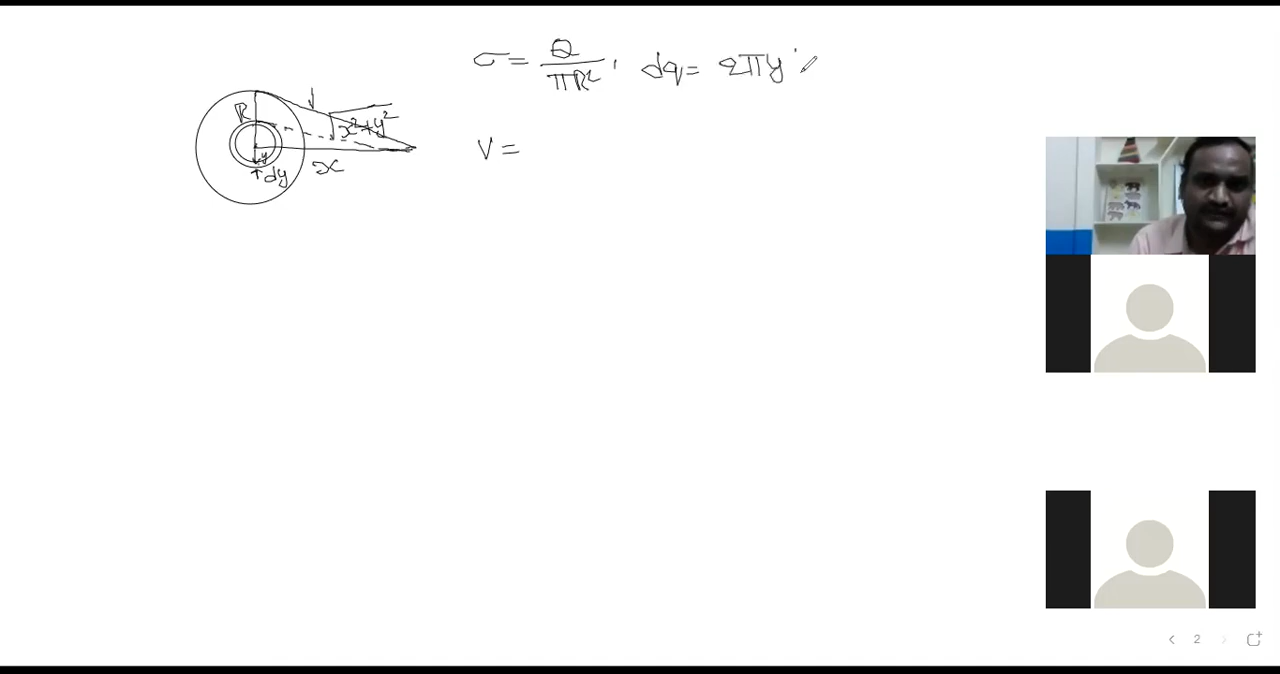 σ = Q/πR², dq = 2πy
R
√x²+y²
V =
y
dy
x
2